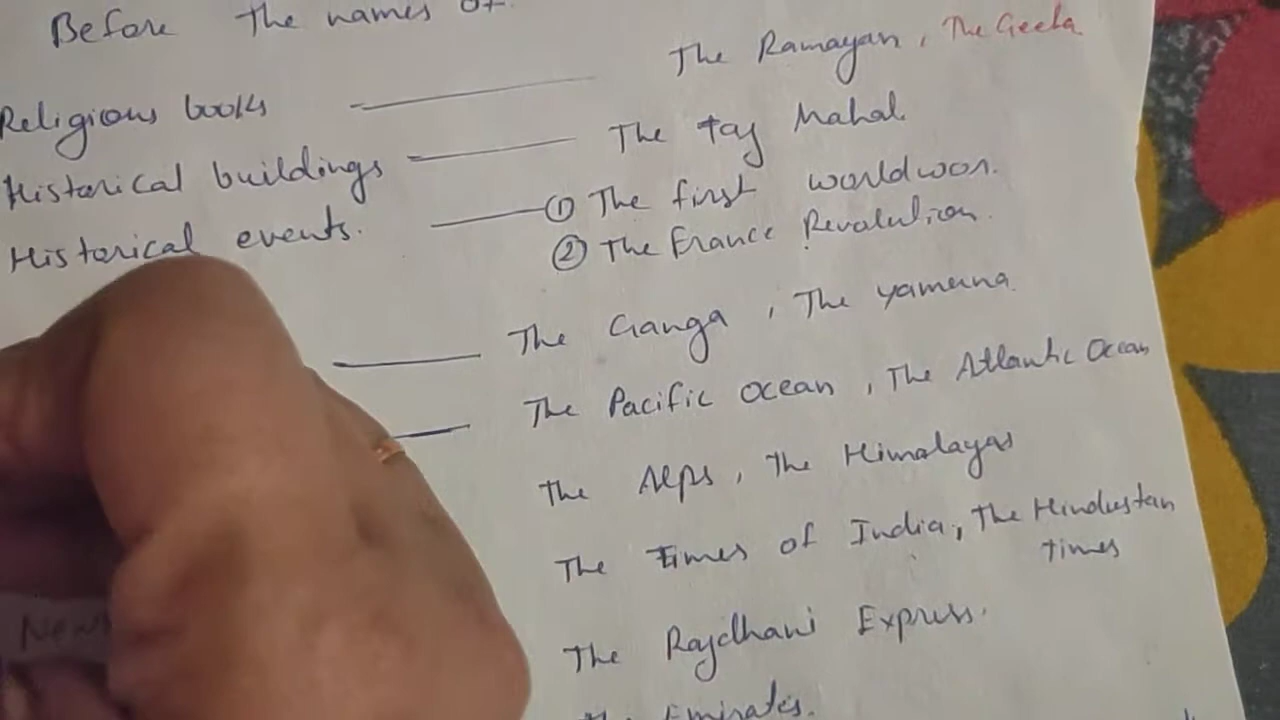 Before The names of
Religious books The Ramayan, The Geeta
Historical buildings The Taj Mahal.
Historical events. ① The first world war.
② The France Revolution.
The Ganga, The yamuna
The Pacific Ocean, The Atlantic Ocean
The Alps, The Himalayas
The Times of India, The Hindustan
times
The Rajdhani Express.
Emirates.